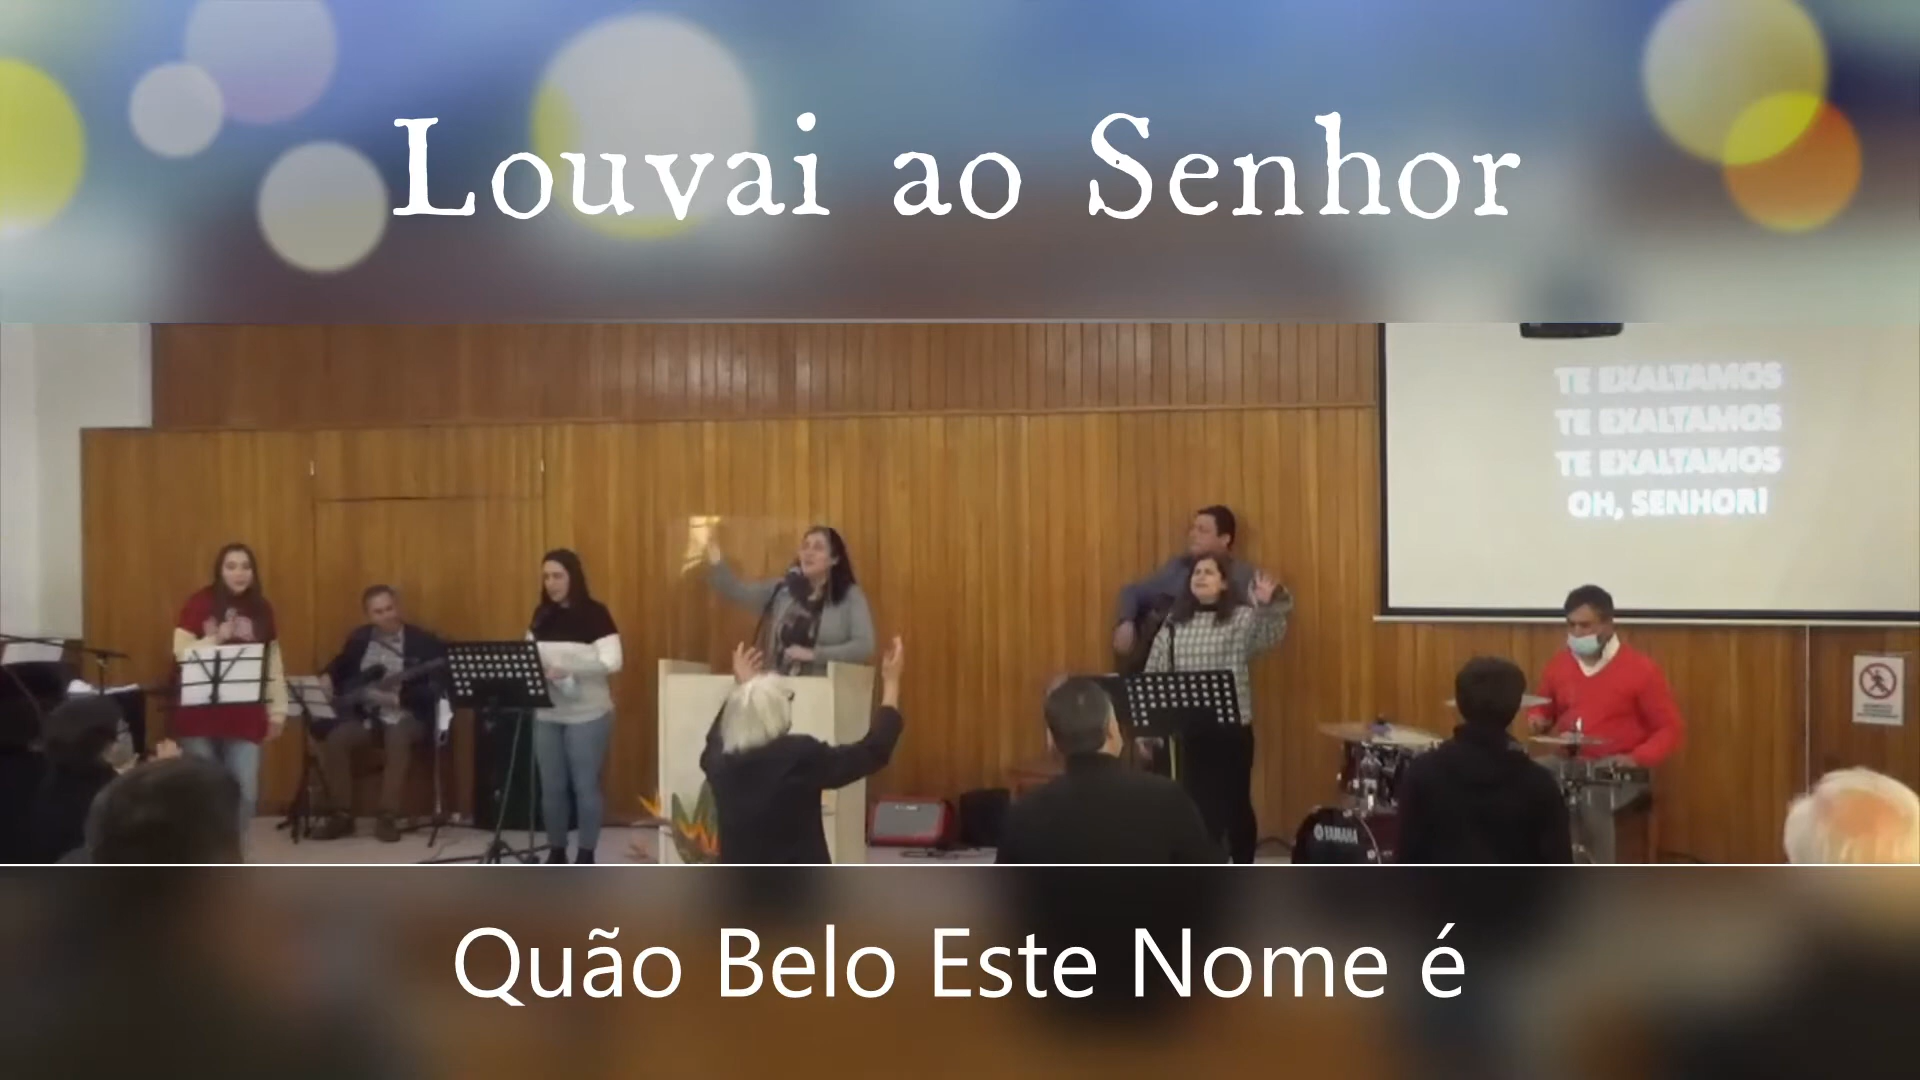 Louvai ao Senhor
TE EXALTAMOS
TE EXALTAMOS
TE EXALTAMOS
OH, SENHOR!
YAMAHA
Quão Belo Este Nome é